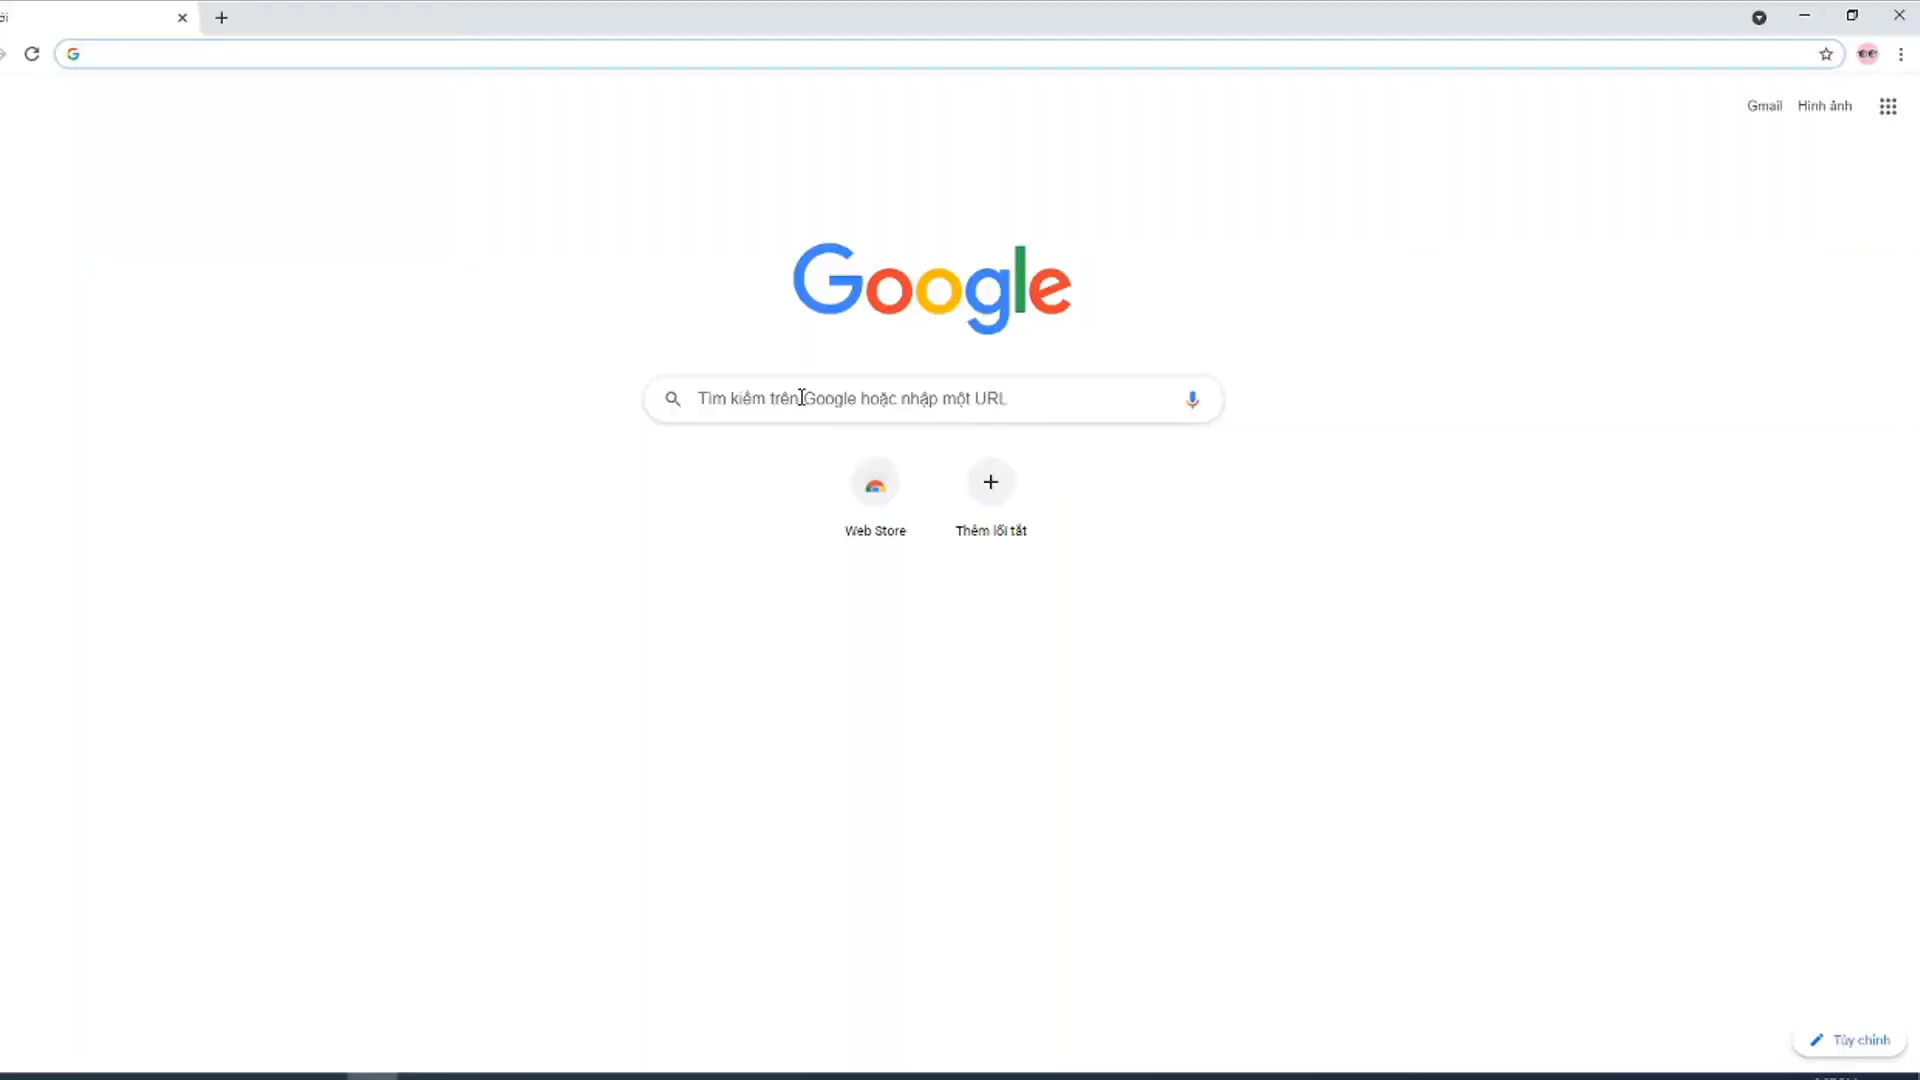 Gmail Hình ảnh
Google
Tìm kiếm trên Google hoặc nhập một URL
Web Store Thêm lối tắt
Tùy chỉnh